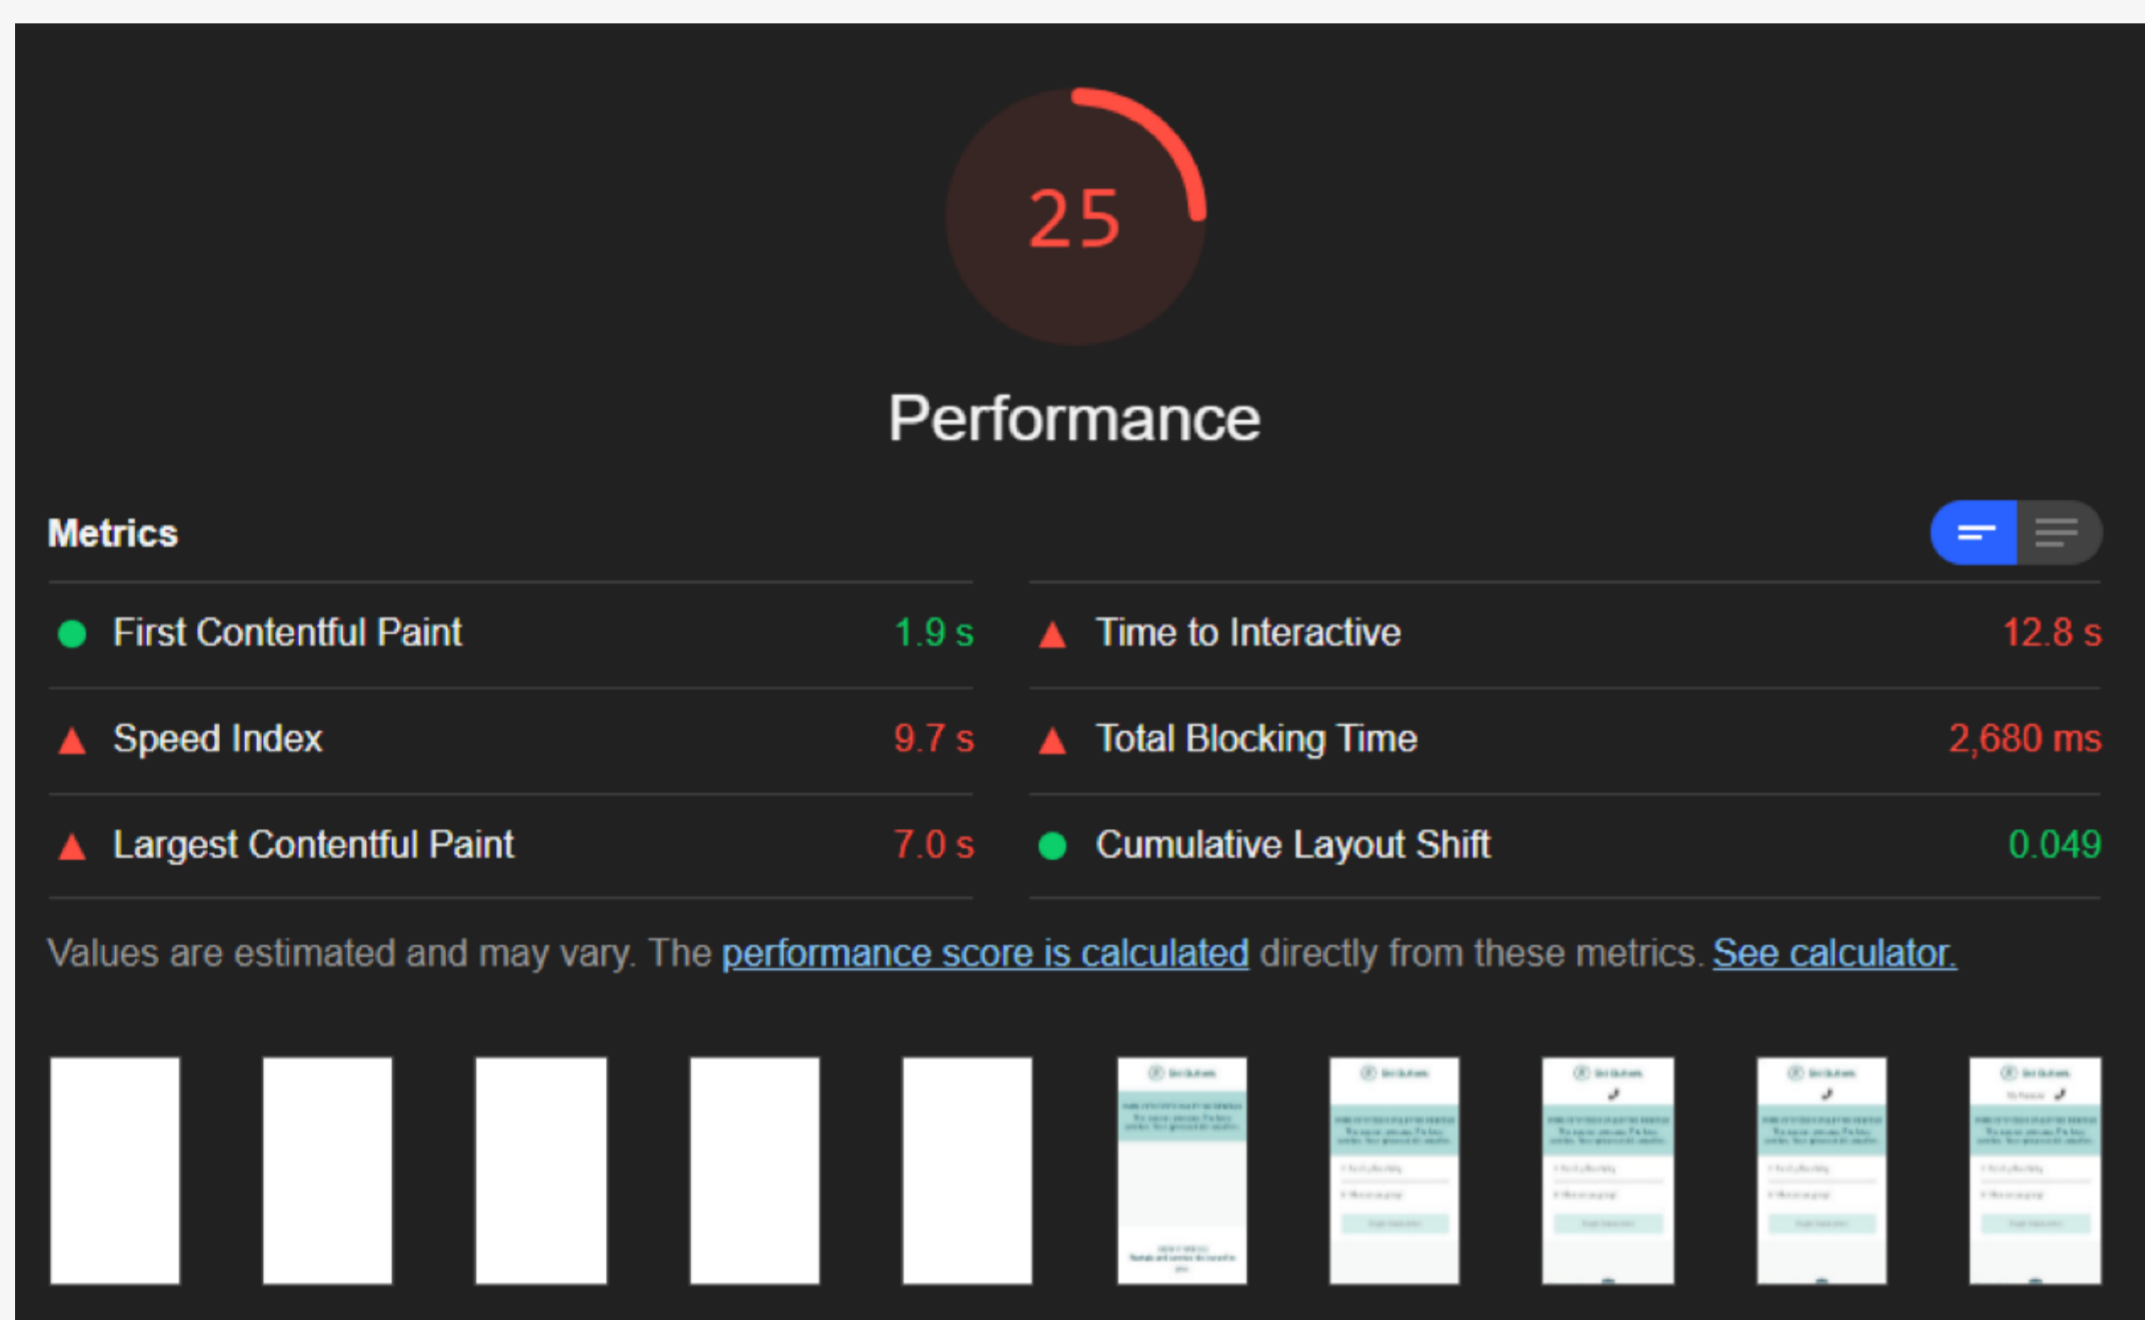 25
Performance
Metrics
First Contentful Paint 1.9 s
Time to Interactive 12.8 s
Speed Index 9.7 s
Total Blocking Time 2,680 ms
Largest Contentful Paint 7.0 s
Cumulative Layout Shift 0.049
Values are estimated and may vary. The performance score is calculated directly from these metrics. See calculator.